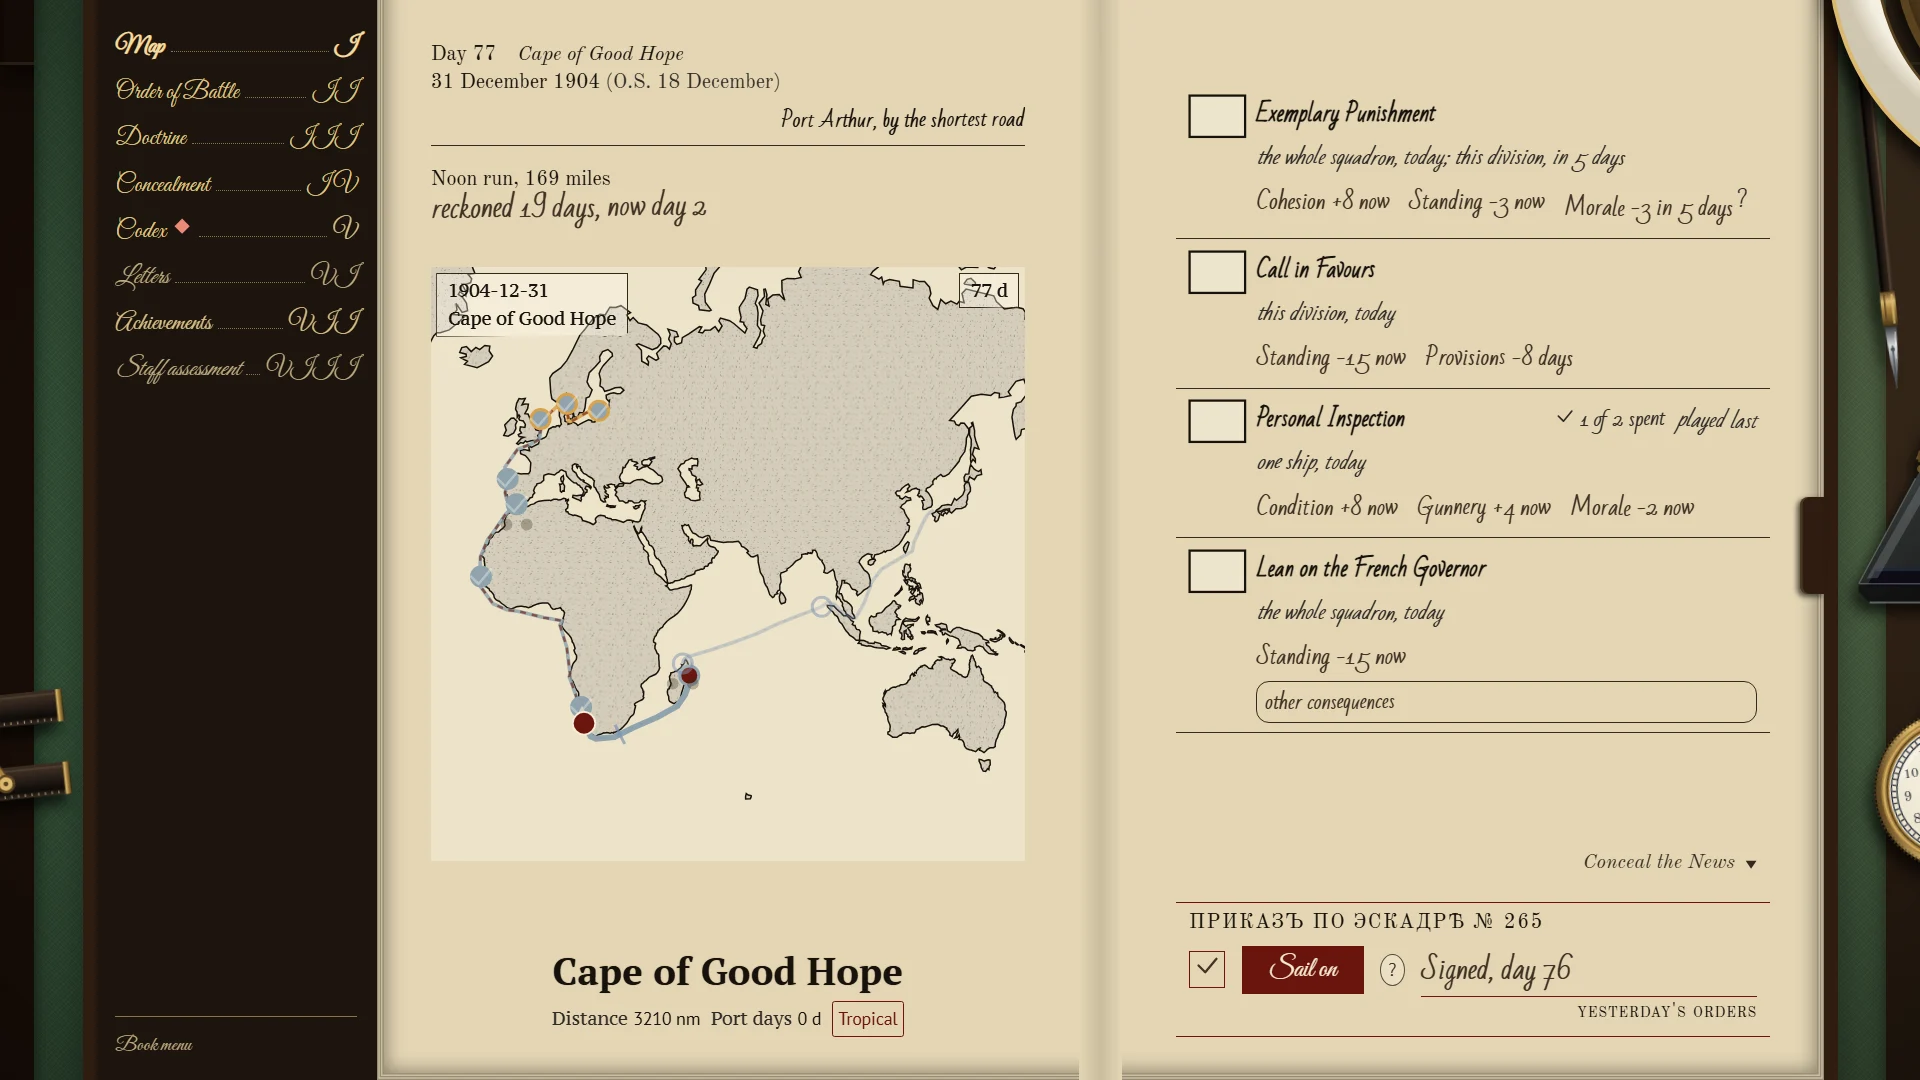 Map I
Order of Battle II
Doctrine III
Concealment IV
Codex V
Letters VI
Achievements VII
Staff assessment VIII
Book menu
Day 77 Cape of Good Hope
31 December 1904 (O.S. 18 December)
Port Arthur, by the shortest road
Noon run, 169 miles
reckoned 19 days, now day 2
1904-12-31
Cape of Good Hope
77 d
Cape of Good Hope
Distance 3210 nm Port days 0 d Tropical
Exemplary Punishment
the whole squadron, today; this division, in 5 days
Cohesion +8 now Standing -3 now Morale -3 in 5 days ?
Call in Favours
this division, today
Standing -15 now Provisions -8 days
Personal Inspection ✓ 1 of 2 spent played last
one ship, today
Condition +8 now Gunnery +4 now Morale -2 now
Lean on the French Governor
the whole squadron, today
Standing -15 now
other consequences
Conceal the News ▼
ПРИКАЗЪ ПО ЭСКАДРѢ № 265
Sail on ? Signed, day 76
YESTERDAY'S ORDERS
10
9
8